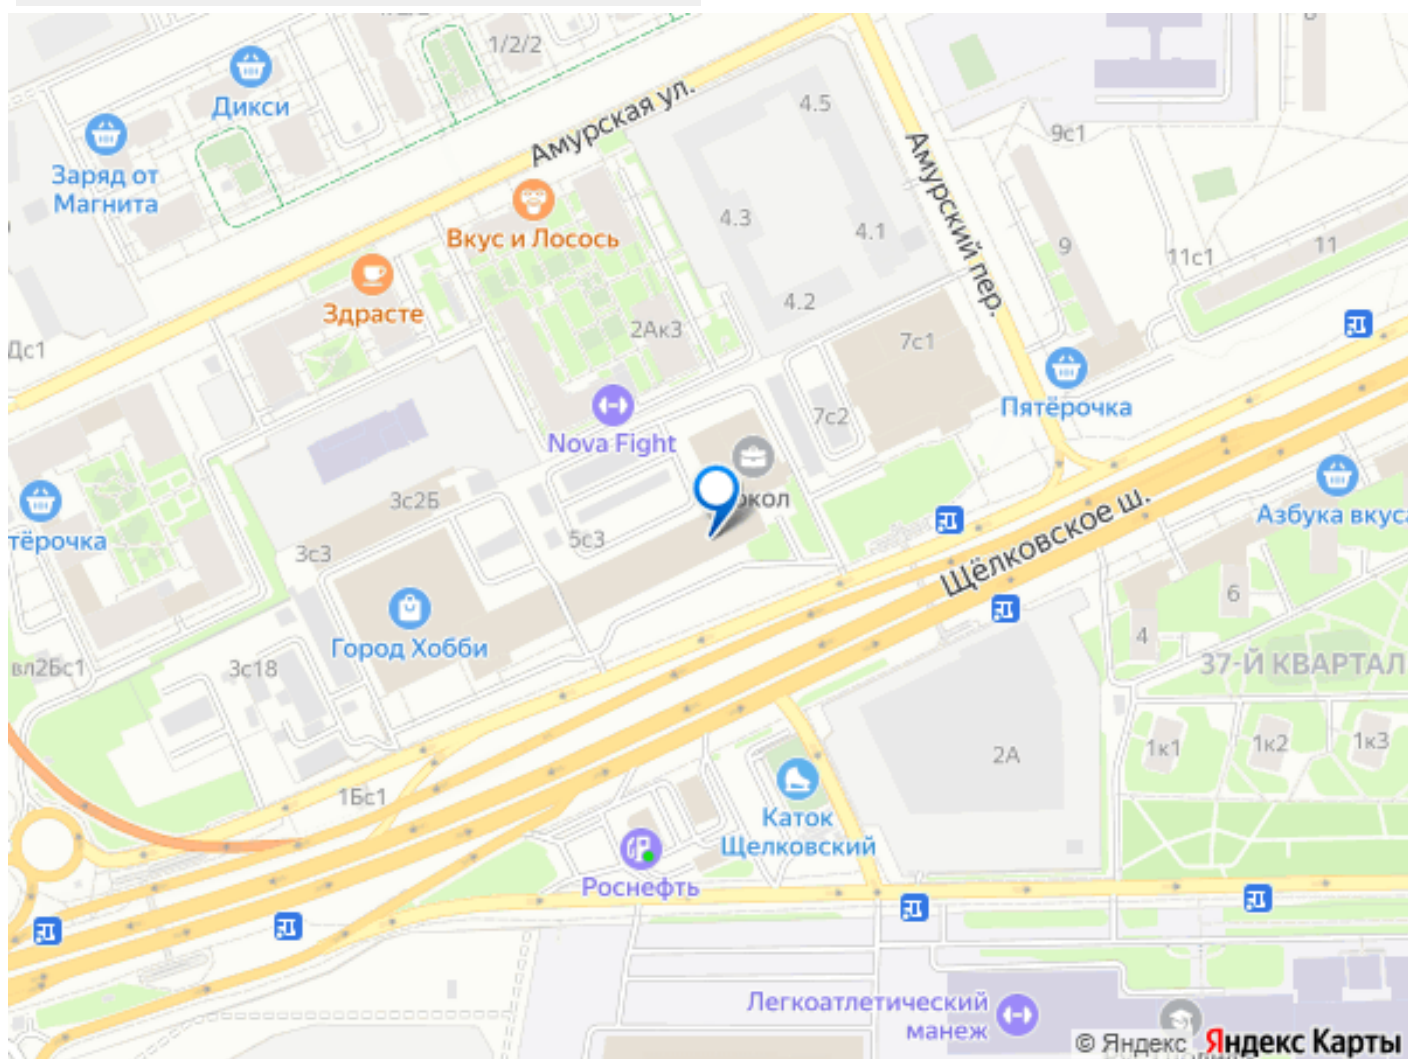 1/2/2
Дикси
4.5
Амурская ул.
9с1
Заряд от
Магнита
Амурский пер.
4.3
4.1
9
11
11с1
Вкус и Лосось
4.2
Здрасте
2Ак3
7с1
Дс1
Пятёрочка
7с2
Nova Fight
3с2Б
окол
Азбука вкуса
Щёлковское ш.
тёрочка
5с3
3с3
6
4
Город Хобби
37-Й КВАРТАЛ
вл2Бс1
3с18
1к1
1к2
1к3
2А
1Бс1
Каток
Щелковский
Роснефть
Легкоатлетический
манеж
© Яндекс Яндекс Карты